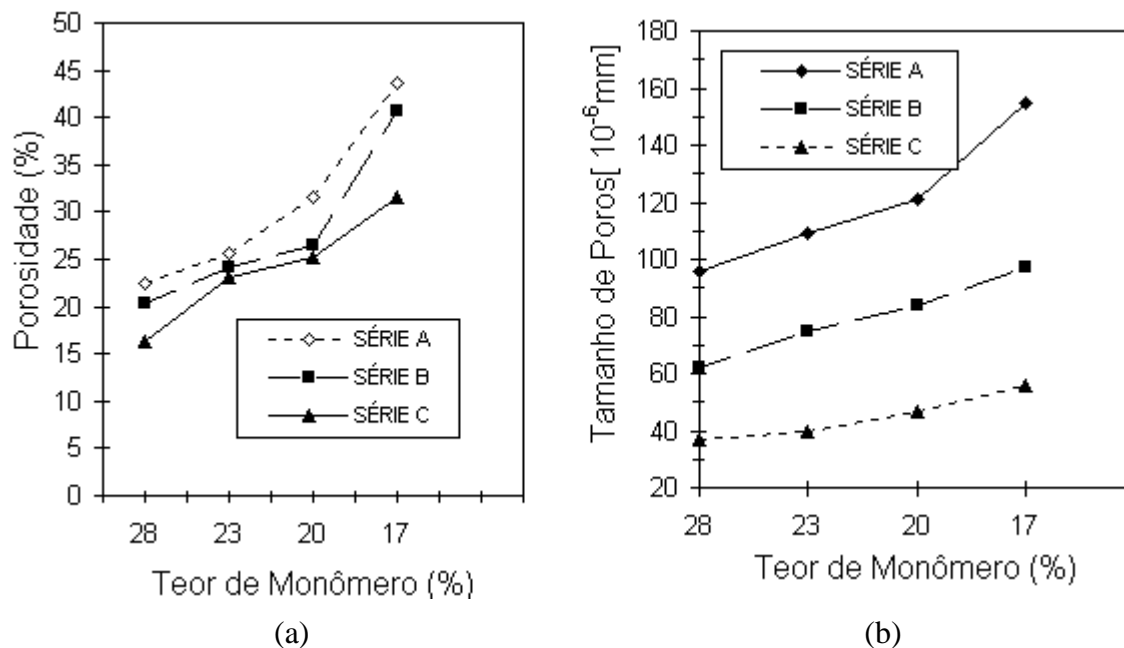 50
45
40
35
30
25
20
15
10
5
0
Porosidade (%)
SÉRIE A
SÉRIE B
SÉRIE C
28 23 20 17
Teor de Monômero (%)
(a)
180
160
140
120
100
80
60
40
20
Tamanho de Poros[ 10⁻⁶mm]
SÉRIE A
SÉRIE B
SÉRIE C
28 23 20 17
Teor de Monômero (%)
(b)